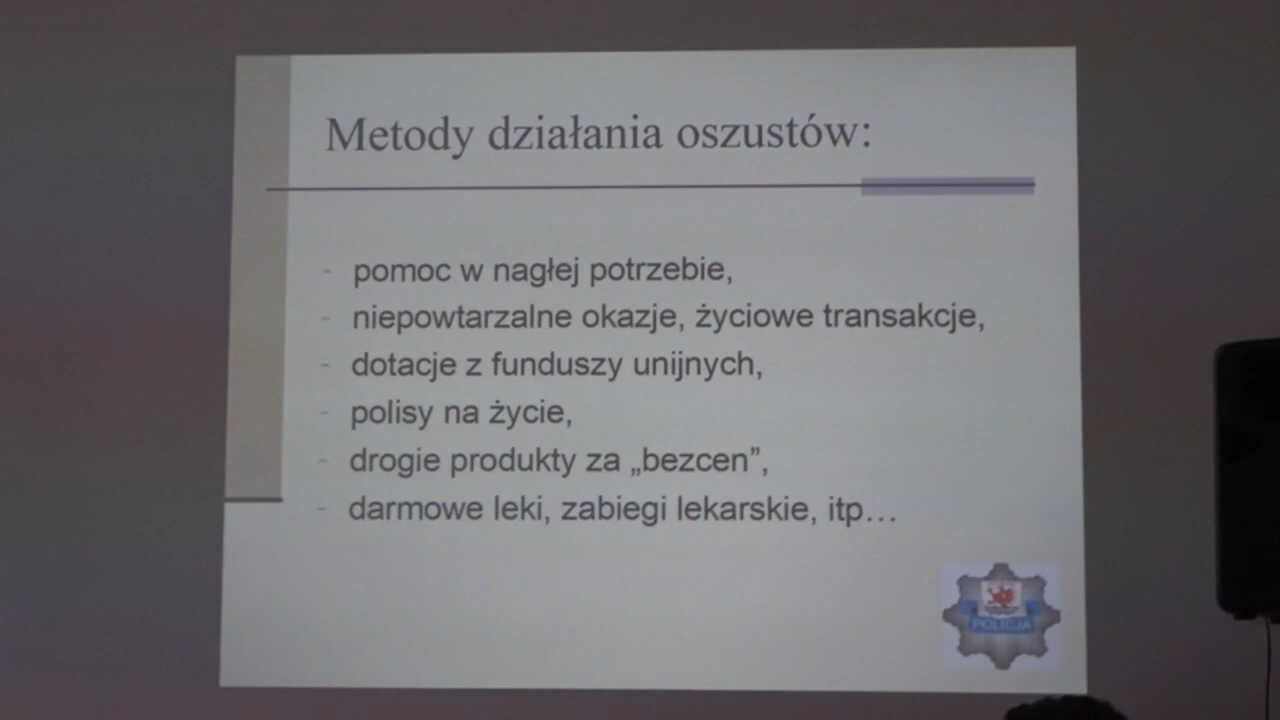 Metody działania oszustów:
- pomoc w nagłej potrzebie,
- niepowtarzalne okazje, życiowe transakcje,
- dotacje z funduszy unijnych,
- polisy na życie,
- drogie produkty za „bezcen”,
- darmowe leki, zabiegi lekarskie, itp…
POLICJA